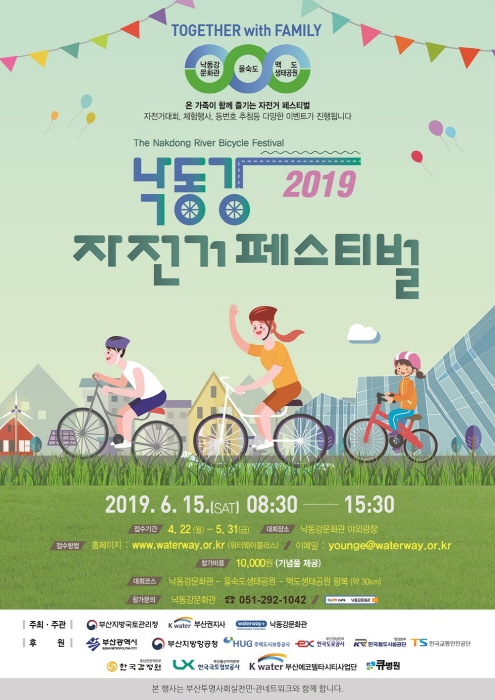 TOGETHER with FAMILY
낙동강
문화관
을숙도
맥 도
생태공원
온 가족이 함께 즐기는 자전거 페스티벌
자전거대회, 체험행사, 등번호 추첨등 다양한 이벤트가 진행됩니다
The Nakdong River Bicycle Festival
낙동강 2019
자전거 페스티벌
2019. 6. 15.(SAT) 08:30 15:30
접수기간 4. 22 (월) – 5. 31(금) 대회장소 낙동강문화관 야외광장
접수방법 홈페이지 : www.waterway.or.kr (워터웨이플러스) / 이메일 : younge@waterway.or.kr
참가비용 10,000원 (기념품 제공)
대회코스 낙동강문화관 – 을숙도생태공원 – 맥도생태공원 왕복 (약 30km)
참가문의 낙동강문화관 ☎ 051-292-1042 / 낙동강문화관
주최 · 주관 부산지방국토관리청 K water 부산권지사 waterway+ 낙동강문화관
후 원 부산광역시 부산지방항공청 HUG 주택도시보증공사 ex 한국도로공사 KR 한국철도시설공단 TS 한국교통안전공단
한국감정원 LX 한국국토정보공사 K water 부산에코델타시티사업단 큐병원
본 행사는 부산투명사회실천민·관네트워크와 함께 합니다.